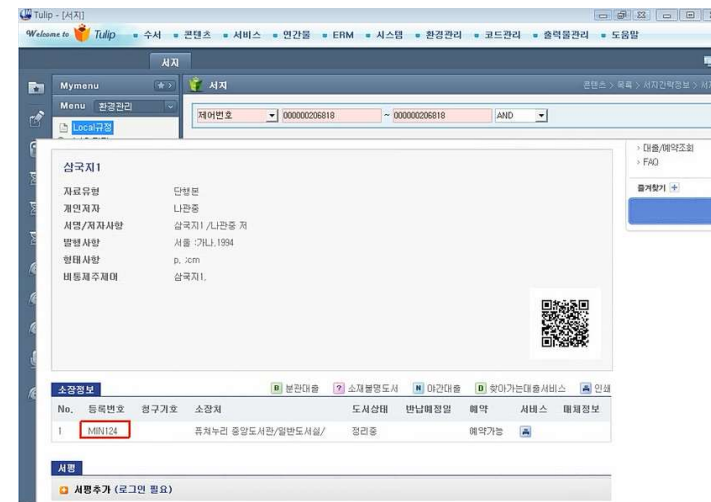 Tulip - [서지]
Welcome to Tulip 수서 콘텐츠 서비스 연간물 ERM 시스템 환경관리 코드관리 출력물관리 도움말
서지
Mymenu 서지 콘텐츠 > 목록 > 서지간략정보 >
Menu 환경관리
제어번호 000000206818 ~ 000000206818 AND
Local규정
> 대출/예약조회
> FAQ
즐겨찾기 +
삼국지1
자료유형 단행본
개인저자 나관중
서명/저자사항 삼국지1 /나관중 저
발행사항 서울 :가나,1994
형태사항 p. :cm
비통제주제어 삼국지1,
소장정보 B 분관대출 ? 소재불명도서 N 야간대출 D 찾아가는대출서비스 인쇄
No. 등록번호 청구기호 소장처 도서상태 반납예정일 예약 서비스 매체정보
1 MIN124 퓨쳐누리 중앙도서관/일반도서실/ 정리중 예약가능
서평
서평추가 (로그인 필요)